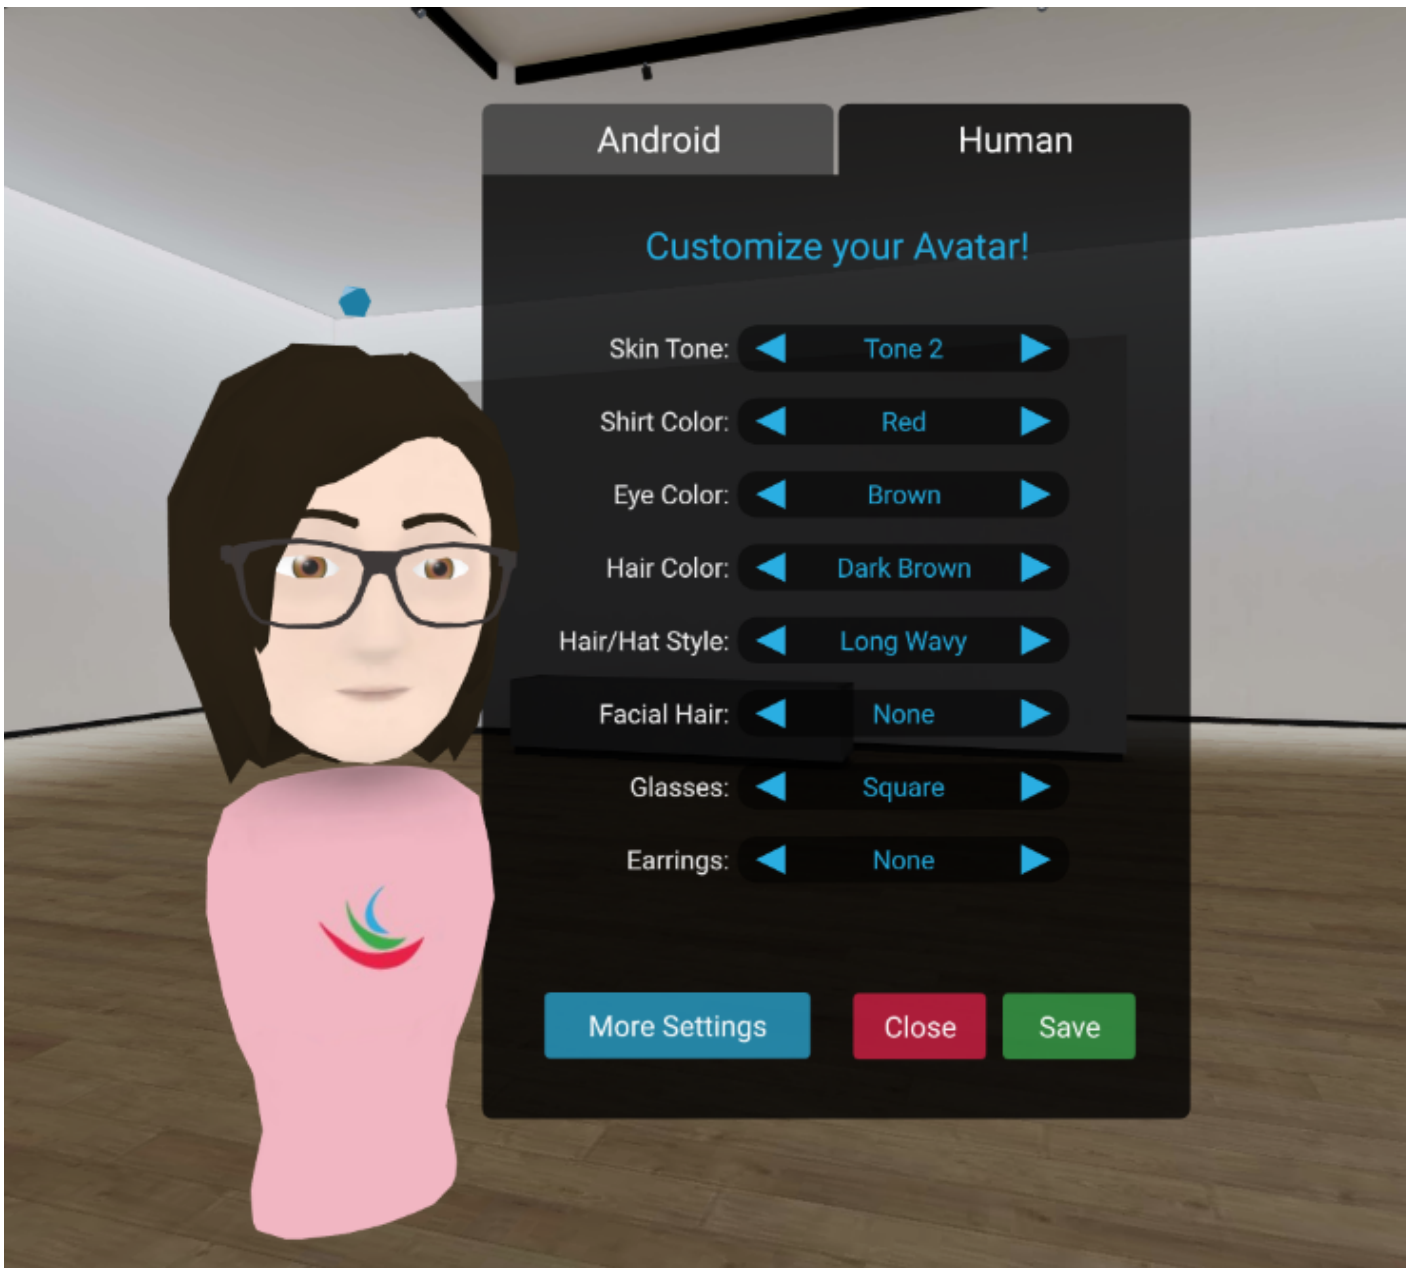 Android Human
Customize your Avatar!
Skin Tone: Tone 2
Shirt Color: Red
Eye Color: Brown
Hair Color: Dark Brown
Hair/Hat Style: Long Wavy
Facial Hair: None
Glasses: Square
Earrings: None
More Settings Close Save